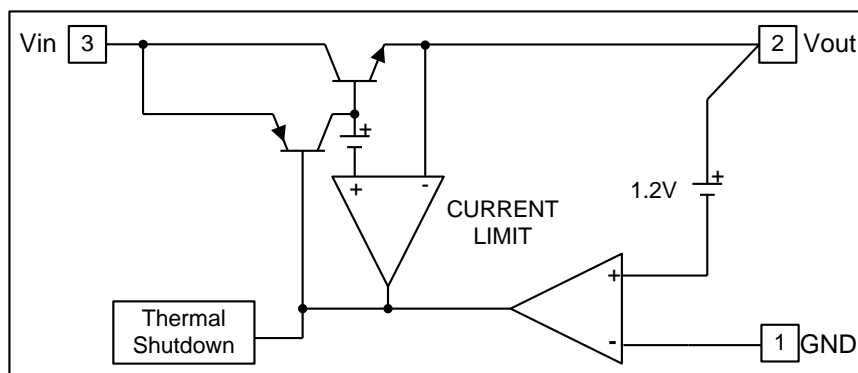 Vin 3
2 Vout
+
+ -
CURRENT
LIMIT
1.2V
+
+
-
Thermal
Shutdown
1 GND